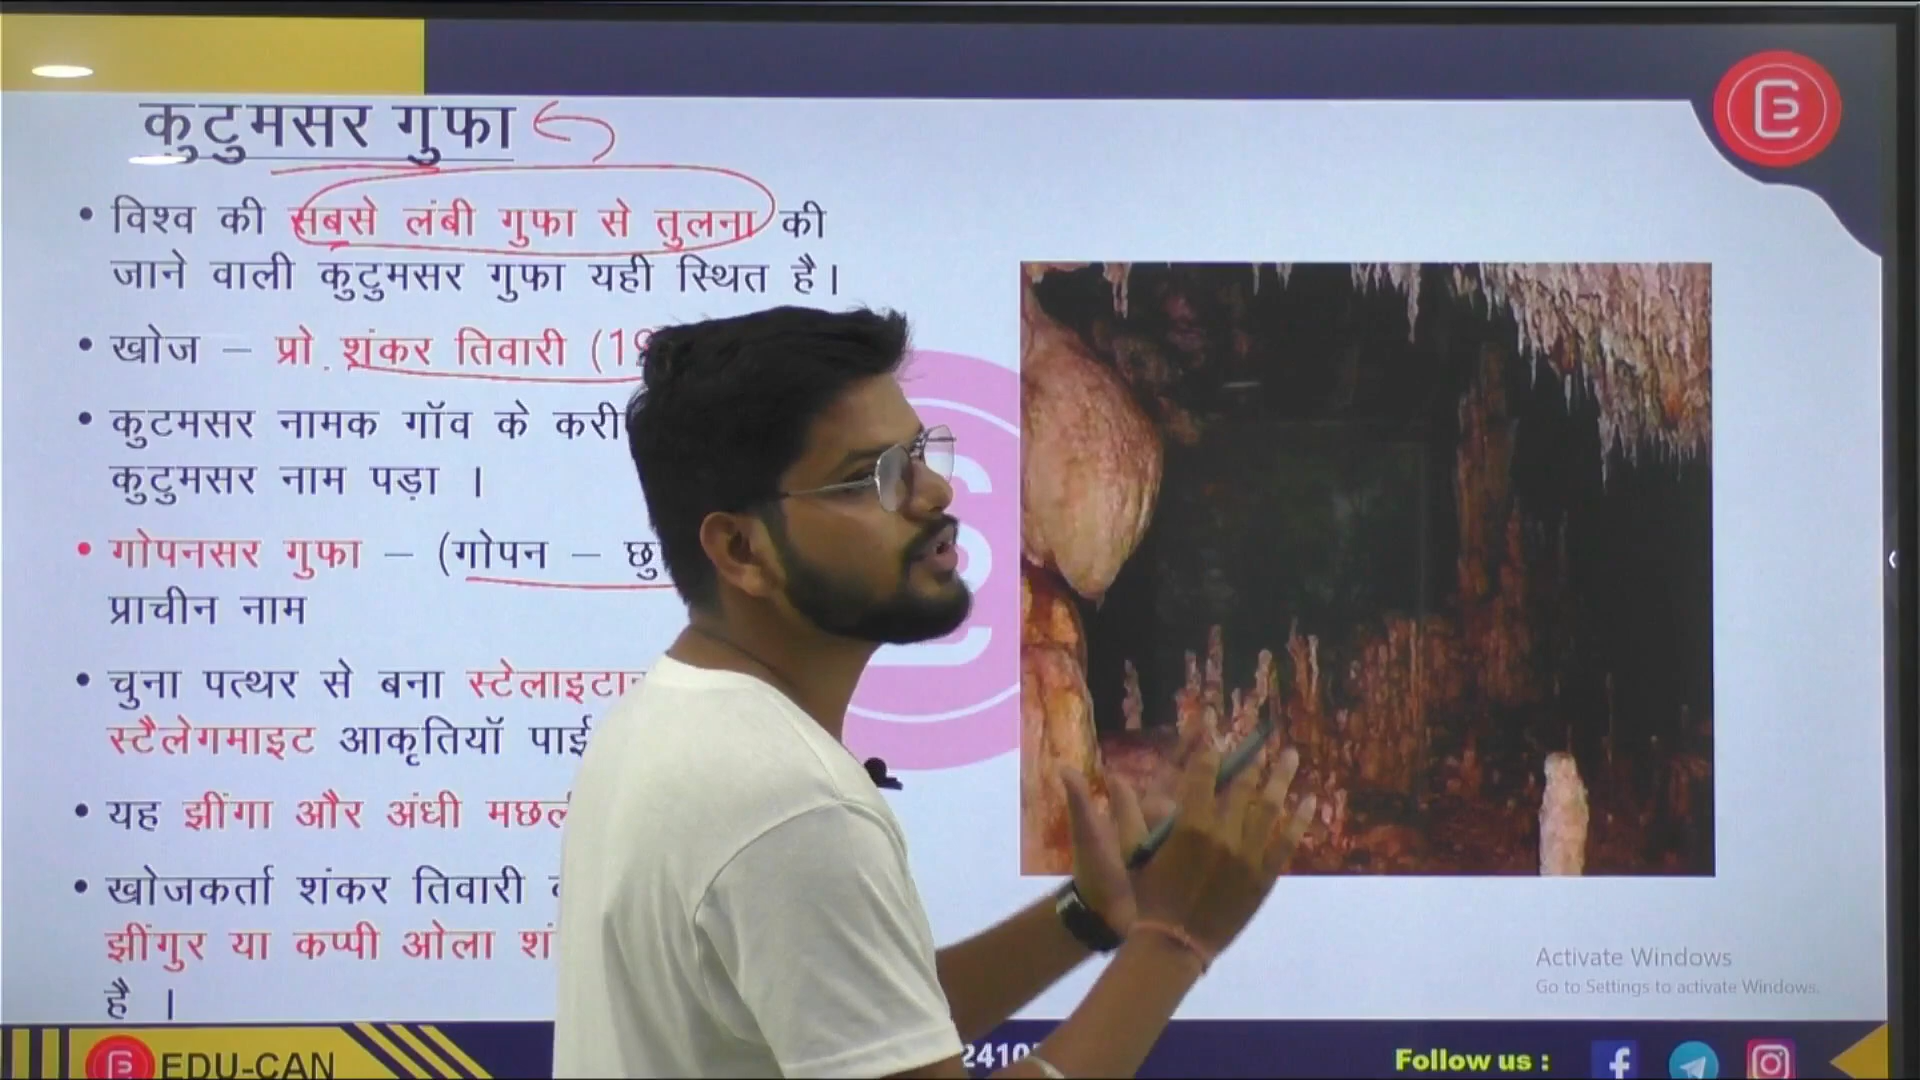 कुटुमसर गुफा
विश्व की सबसे लंबी गुफा से तुलना की
जाने वाली कुटुमसर गुफा यही स्थित है।
खोज – प्रो. शंकर तिवारी (19
कुटमसर नामक गॉव के करी
कुटुमसर नाम पड़ा ।
गोपनसर गुफा – (गोपन – छु
प्राचीन नाम
चुना पत्थर से बना
स्टैलेगमाइट आकृतियॉ पाई
यह झींगा और अंधी
खोजकर्ता शंकर तिवारी
झींगुर या कप्पी ओला शं
है ।
Activate Windows
Go to Settings to activate Windows.
EDU-CAN
2410
Follow us :